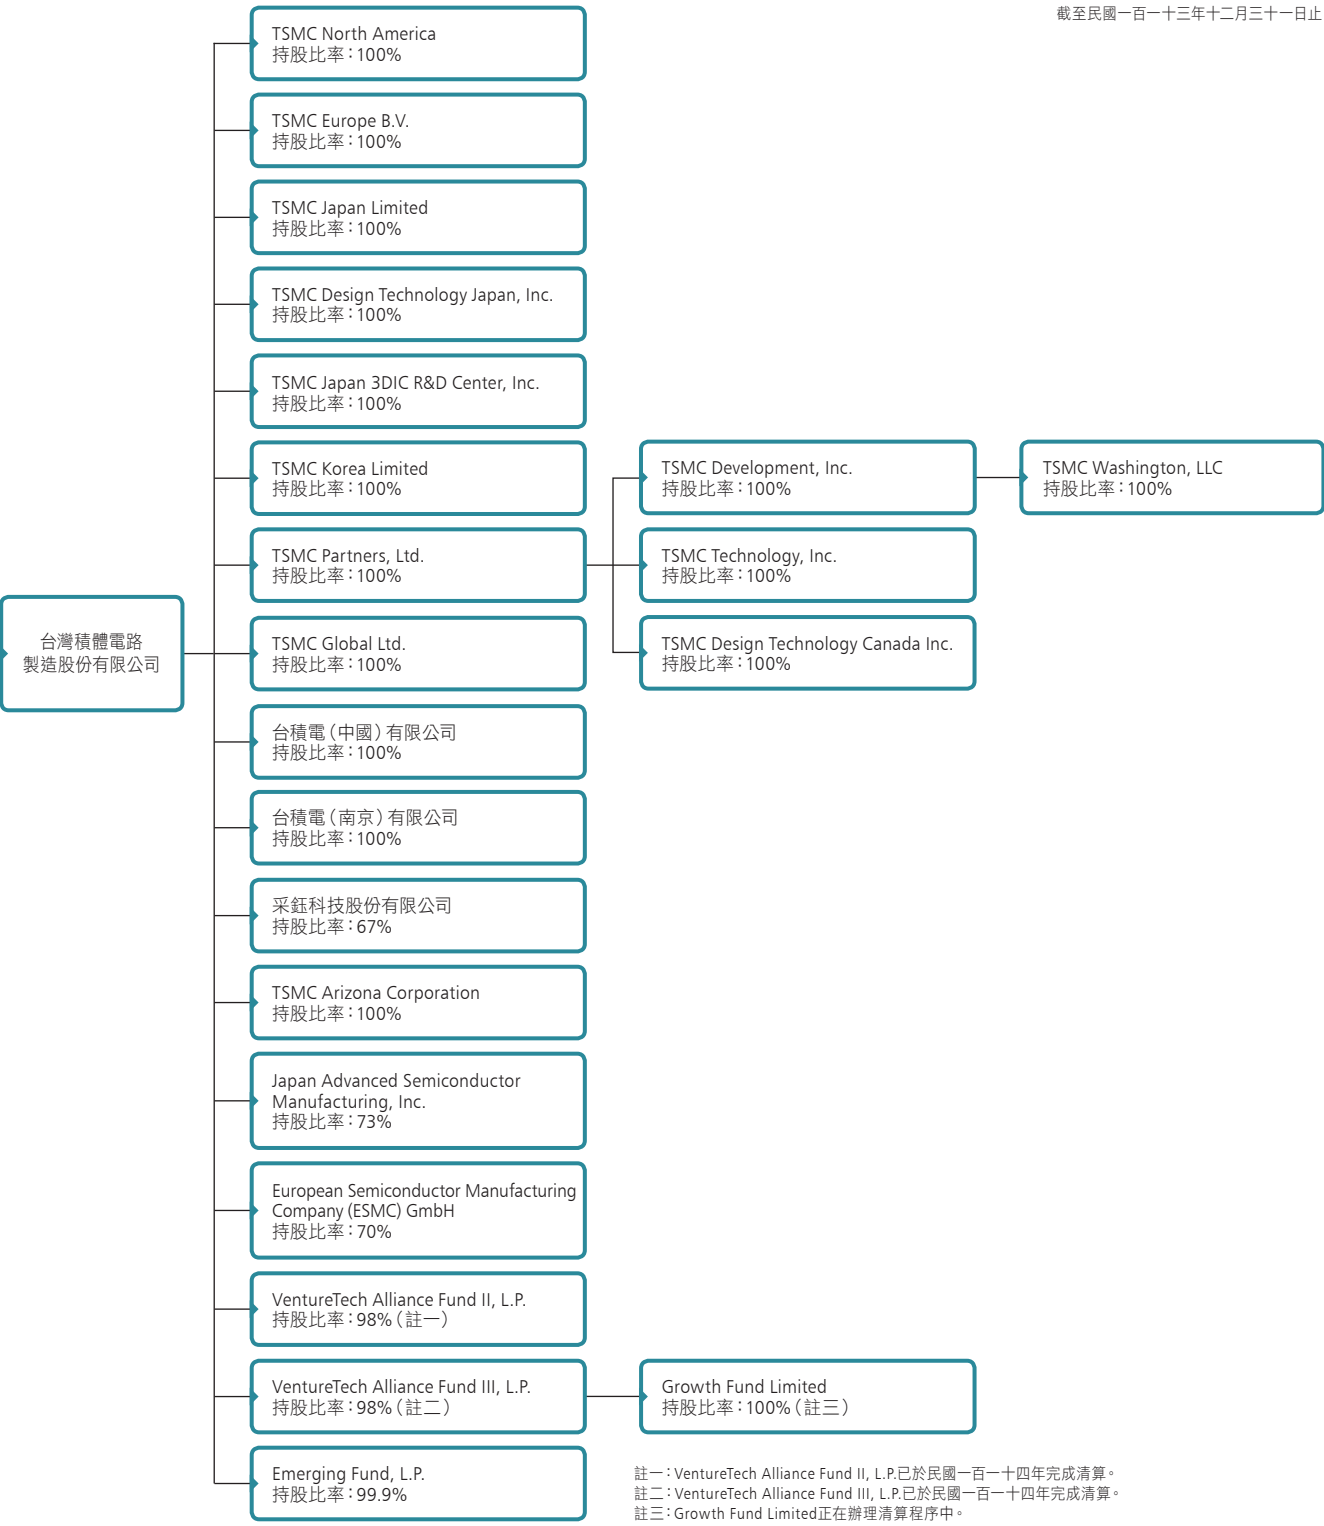 截至民國一百一十三年十二月三十一日止
台灣積體電路
製造股份有限公司
TSMC North America
持股比率：100%
TSMC Europe B.V.
持股比率：100%
TSMC Japan Limited
持股比率：100%
TSMC Design Technology Japan, Inc.
持股比率：100%
TSMC Japan 3DIC R&D Center, Inc.
持股比率：100%
TSMC Korea Limited
持股比率：100%
TSMC Partners, Ltd.
持股比率：100%
TSMC Development, Inc.
持股比率：100%
TSMC Washington, LLC
持股比率：100%
TSMC Technology, Inc.
持股比率：100%
TSMC Design Technology Canada Inc.
持股比率：100%
TSMC Global Ltd.
持股比率：100%
台積電（中國）有限公司
持股比率：100%
台積電（南京）有限公司
持股比率：100%
采鈺科技股份有限公司
持股比率：67%
TSMC Arizona Corporation
持股比率：100%
Japan Advanced Semiconductor
Manufacturing, Inc.
持股比率：73%
European Semiconductor Manufacturing
Company (ESMC) GmbH
持股比率：70%
VentureTech Alliance Fund II, L.P.
持股比率：98%（註一）
VentureTech Alliance Fund III, L.P.
持股比率：98%（註二）
Growth Fund Limited
持股比率：100%（註三）
Emerging Fund, L.P.
持股比率：99.9%
註一：VentureTech Alliance Fund II, L.P.已於民國一百一十四年完成清算。
註二：VentureTech Alliance Fund III, L.P.已於民國一百一十四年完成清算。
註三：Growth Fund Limited正在辦理清算程序中。